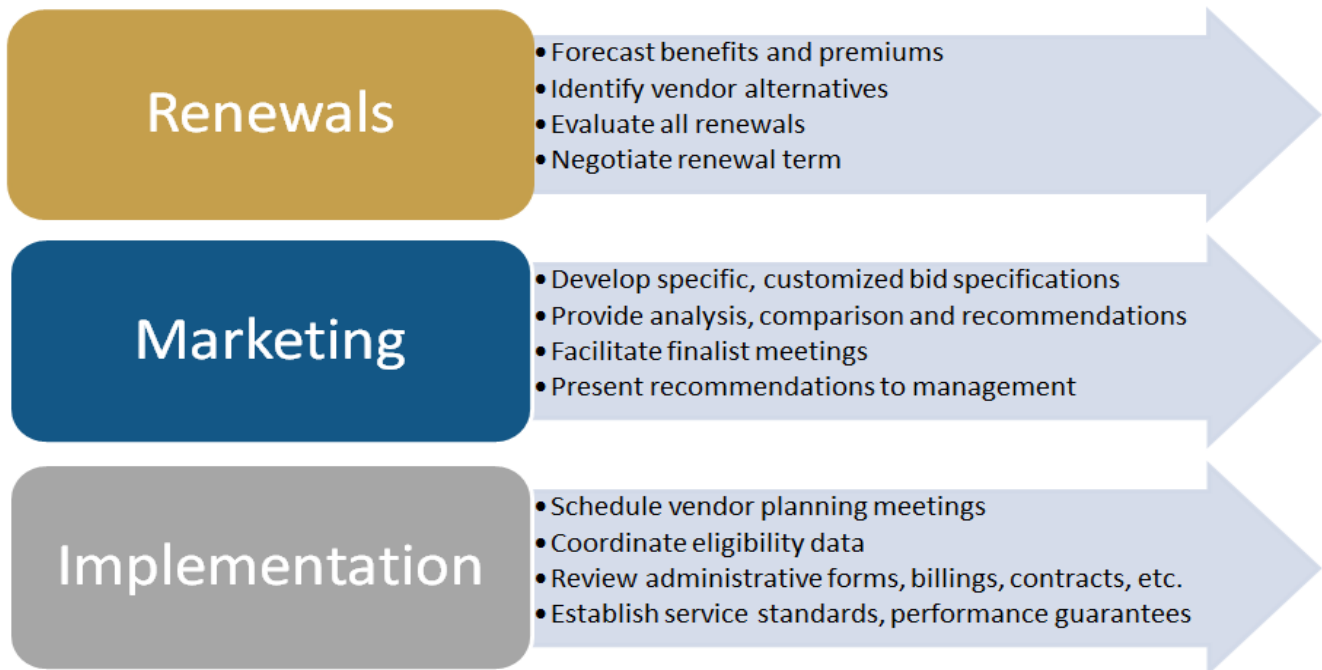 Renewals
•Forecast benefits and premiums
•Identify vendor alternatives
•Evaluate all renewals
•Negotiate renewal term
Marketing
•Develop specific, customized bid specifications
•Provide analysis, comparison and recommendations
•Facilitate finalist meetings
•Present recommendations to management
Implementation
•Schedule vendor planning meetings
•Coordinate eligibility data
•Review administrative forms, billings, contracts, etc.
•Establish service standards, performance guarantees